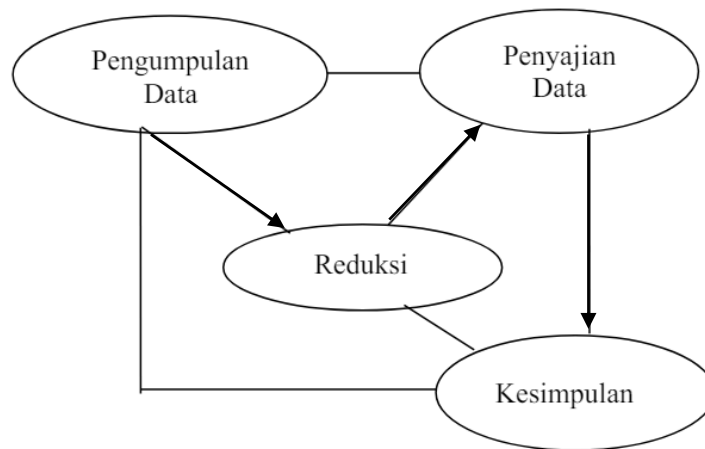 Pengumpulan
Data
Penyajian
Data
Reduksi
Kesimpulan